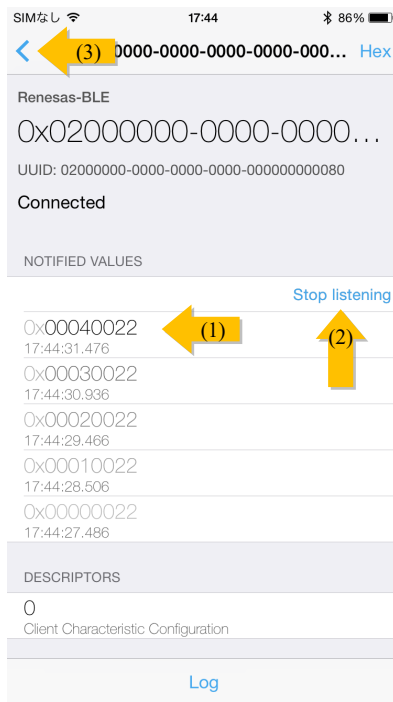 SIMなし 17:44 86%
(3) 0000-0000-0000-0000-000... Hex
Renesas-BLE
0x02000000-0000-0000...
UUID: 02000000-0000-0000-0000-000000000080
Connected
NOTIFIED VALUES
Stop listening
0x00040022 (1)
(2)
17:44:31.476
0x00030022
17:44:30.936
0x00020022
17:44:29.466
0x00010022
17:44:28.506
0x00000022
17:44:27.486
DESCRIPTORS
0
Client Characteristic Configuration
Log